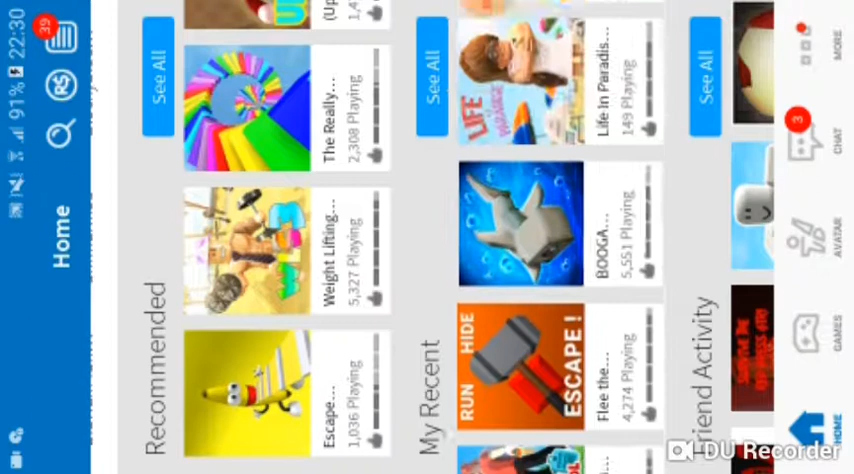 91% 22:30
Home
RS
39
Recommended
See All
Escape...
1,036 Playing
Weight Lifting...
5,327 Playing
The Really...
2,308 Playing
(Up
My Recent
See All
RUN HIDE
ESCAPE!
Flee the...
4,274 Playing
BOOGA...
5,551 Playing
LIFE
Life In Paradis...
149 Playing
Friend Activity
See All
HOME
GAMES
AVATAR
CHAT
3
MORE
DU Recorder